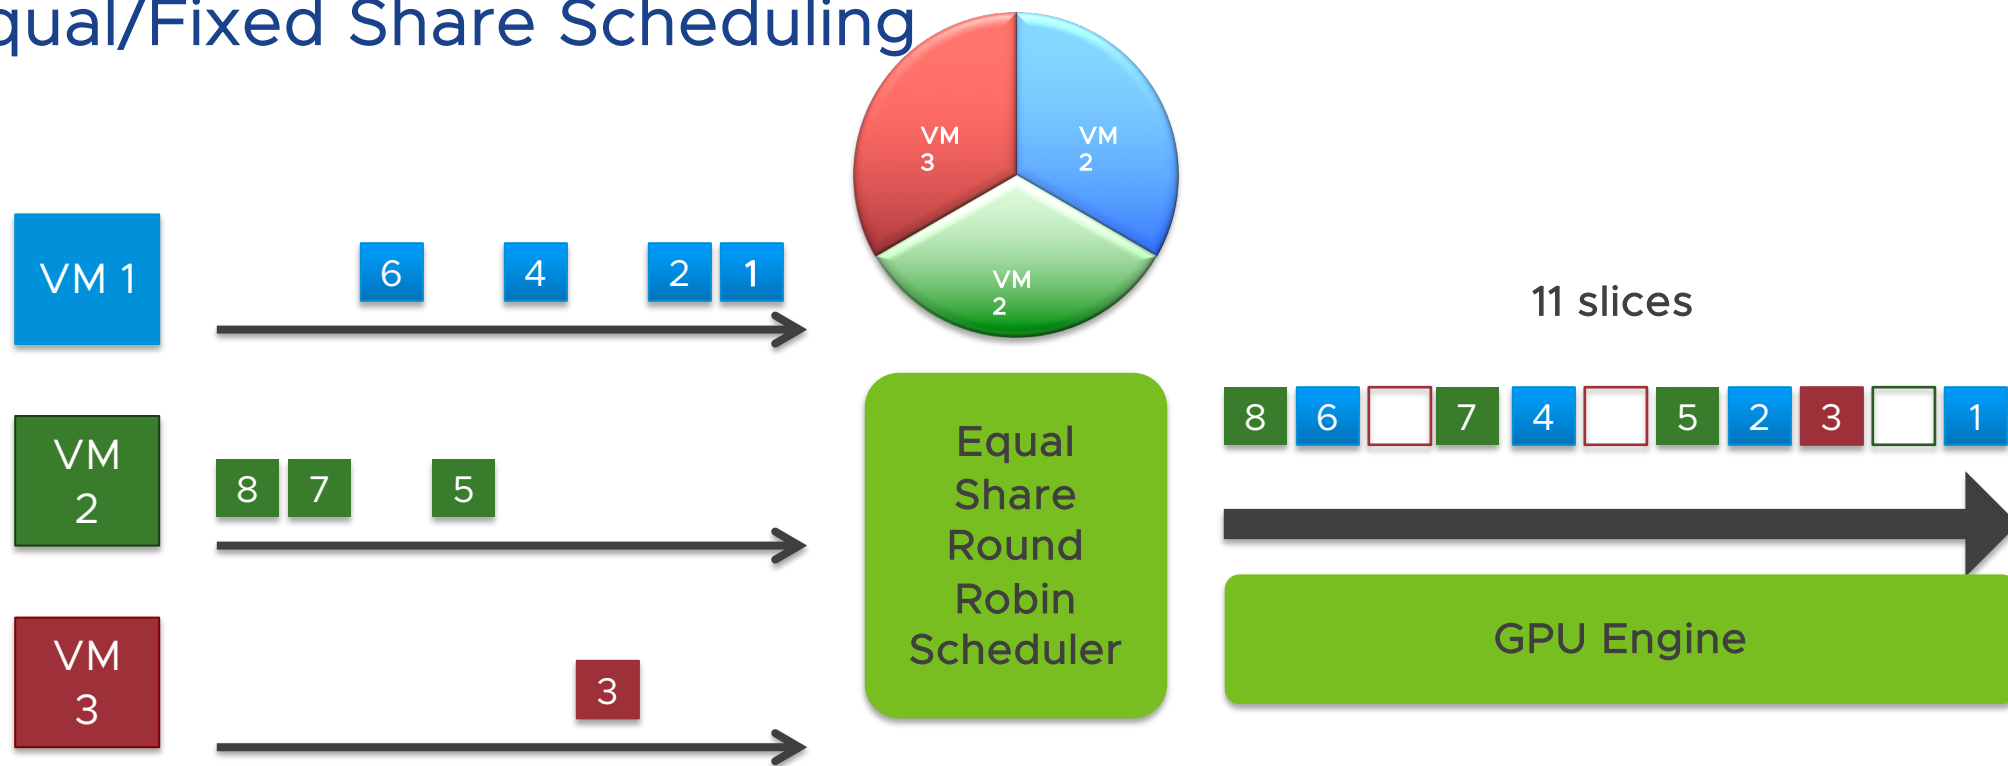 qual/Fixed Share Scheduling
VM
3
VM
2
VM
2
VM 1
6
4
2
1
11 slices
8
6
7
4
5
2
3
1
VM
2
8
7
5
Equal
Share
Round
Robin
Scheduler
GPU Engine
VM
3
3